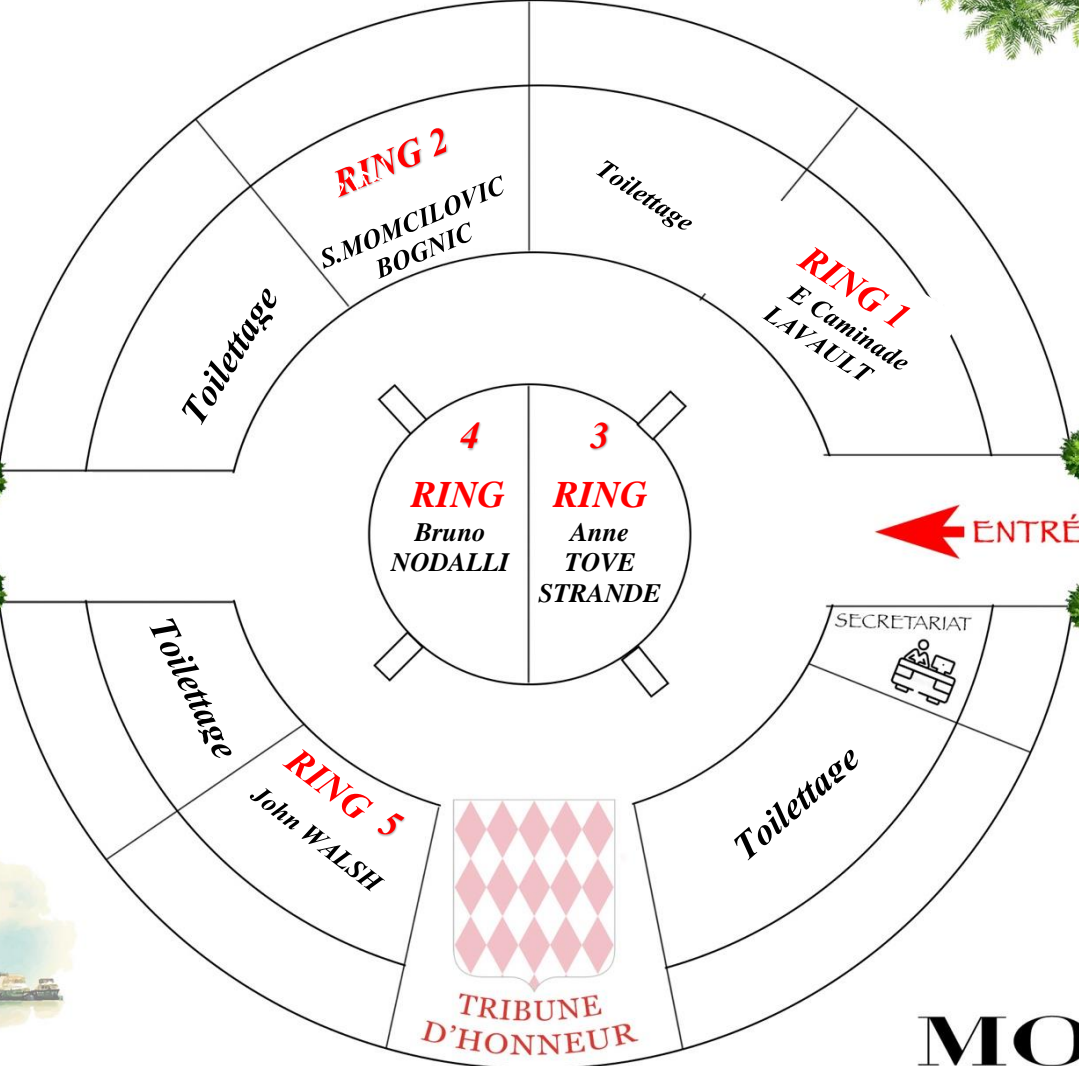 RING 2
S.MOMCILOVIC
BOGNIC
Toilettage
RING 1
E Caminade
LAVAULT
Toilettage
4
RING
Bruno
NODALLI
3
RING
Anne
TOVE
STRANDE
ENTRÉ
SECRETARIAT
Toilettage
RING 5
John WALSH
Toilettage
TRIBUNE
D'HONNEUR
MO